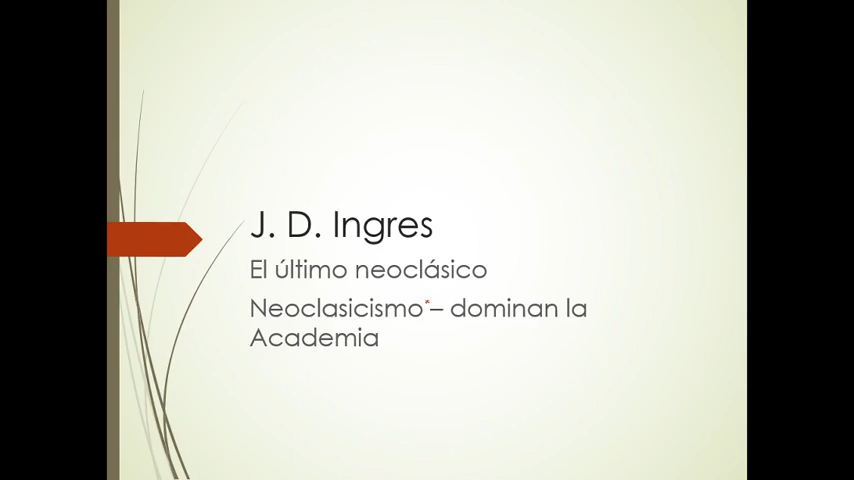 J. D. Ingres
El último neoclásico
Neoclasicismo – dominan la
Academia